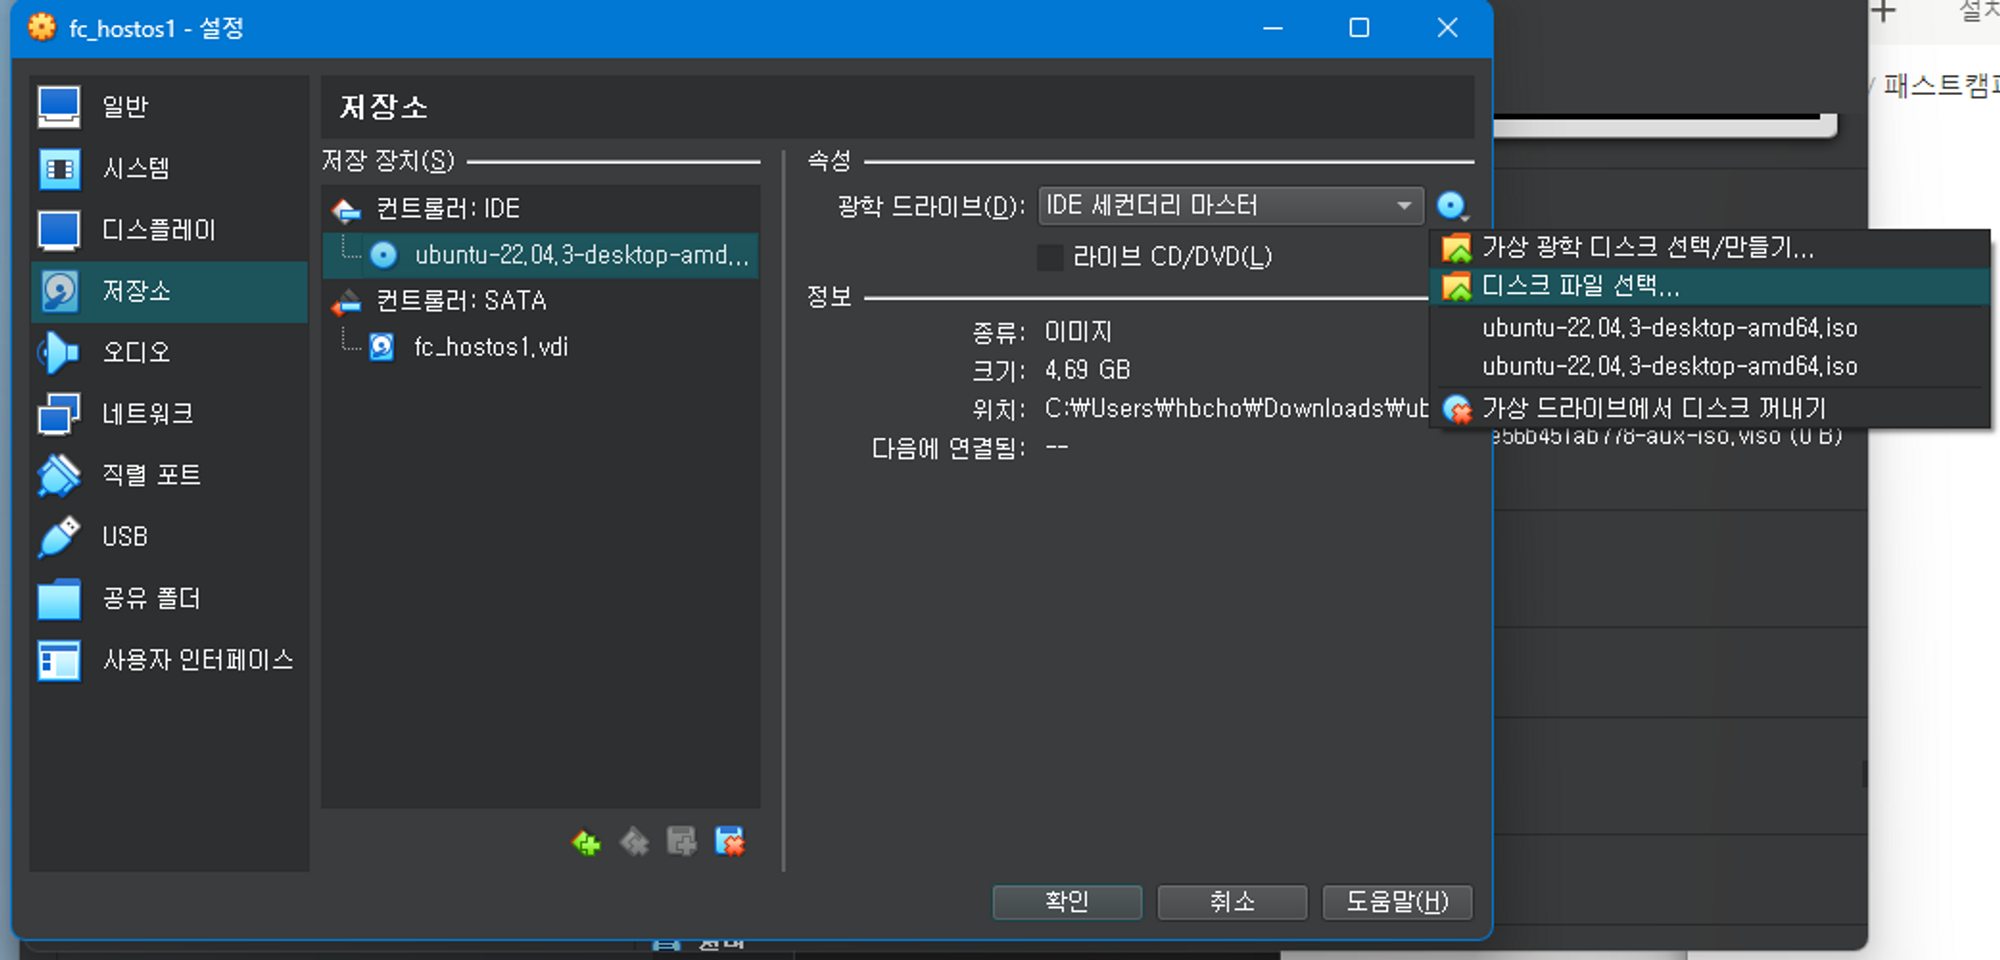 fc_hostos1 - 설정
일반
시스템
디스플레이
저장소
오디오
네트워크
직렬 포트
USB
공유 폴더
사용자 인터페이스
저장소
저장 장치(S)
컨트롤러: IDE
ubuntu-22.04.3-desktop-amd...
컨트롤러: SATA
fc_hostos1.vdi
속성
광학 드라이브(D): IDE 세컨더리 마스터
라이브 CD/DVD(L)
정보
종류: 이미지
크기: 4.69 GB
위치: C:₩Users₩hbcho₩Downloads₩ub
다음에 연결됨: --
가상 광학 디스크 선택/만들기...
디스크 파일 선택...
ubuntu-22.04.3-desktop-amd64.iso
ubuntu-22.04.3-desktop-amd64.iso
가상 드라이브에서 디스크 꺼내기
e56b451ab778-aux-iso.viso (0 B)
확인
취소
도움말(H)
/ 패스트캠퍼